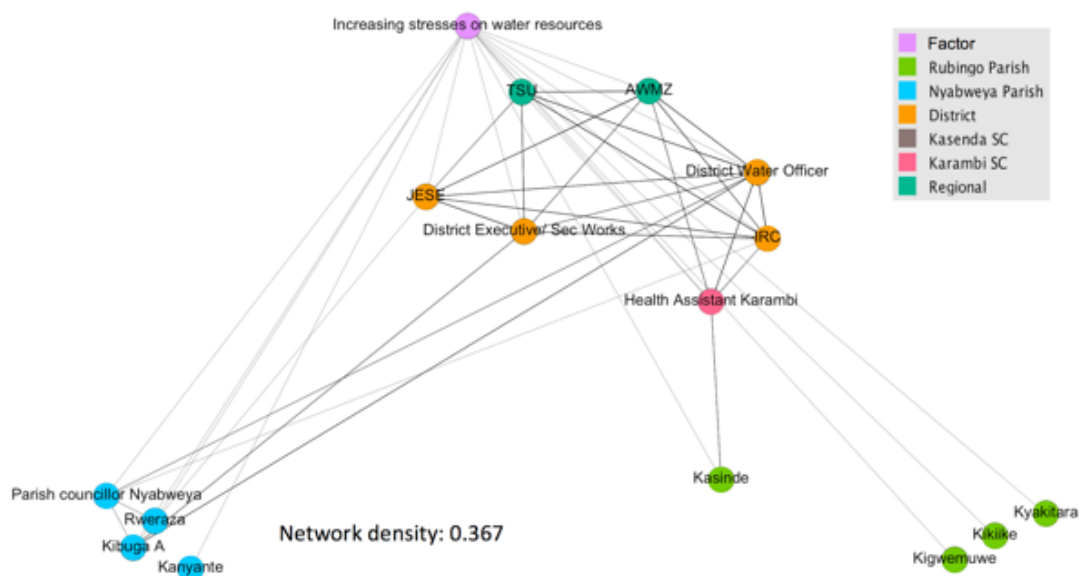 Increasing stresses on water resources
Factor
Rubingo Parish
Nyabweya Parish
District
Kasenda SC
Karambi SC
Regional
TSU
AWMZ
District Water Officer
JESE
District Executive/ Sec Works
IRC
Health Assistant Karambi
Kasinde
Parish councillor Nyabweya
Rweraza
Kibuga A
Kanyante
Network density: 0.367
Kyakitara
Kikiike
Kigwemuwe